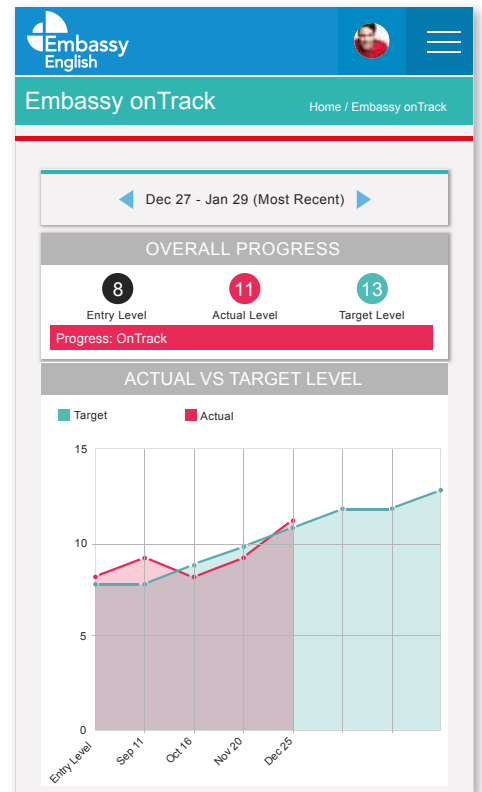 Embassy
English
Embassy onTrack
Home / Embassy onTrack
Dec 27 - Jan 29 (Most Recent)
OVERALL PROGRESS
8 11 13
Entry Level Actual Level Target Level
Progress: OnTrack
ACTUAL VS TARGET LEVEL
Target Actual
15
10
5
0
Entry Level Sep 11 Oct 16 Nov 20 Dec 25